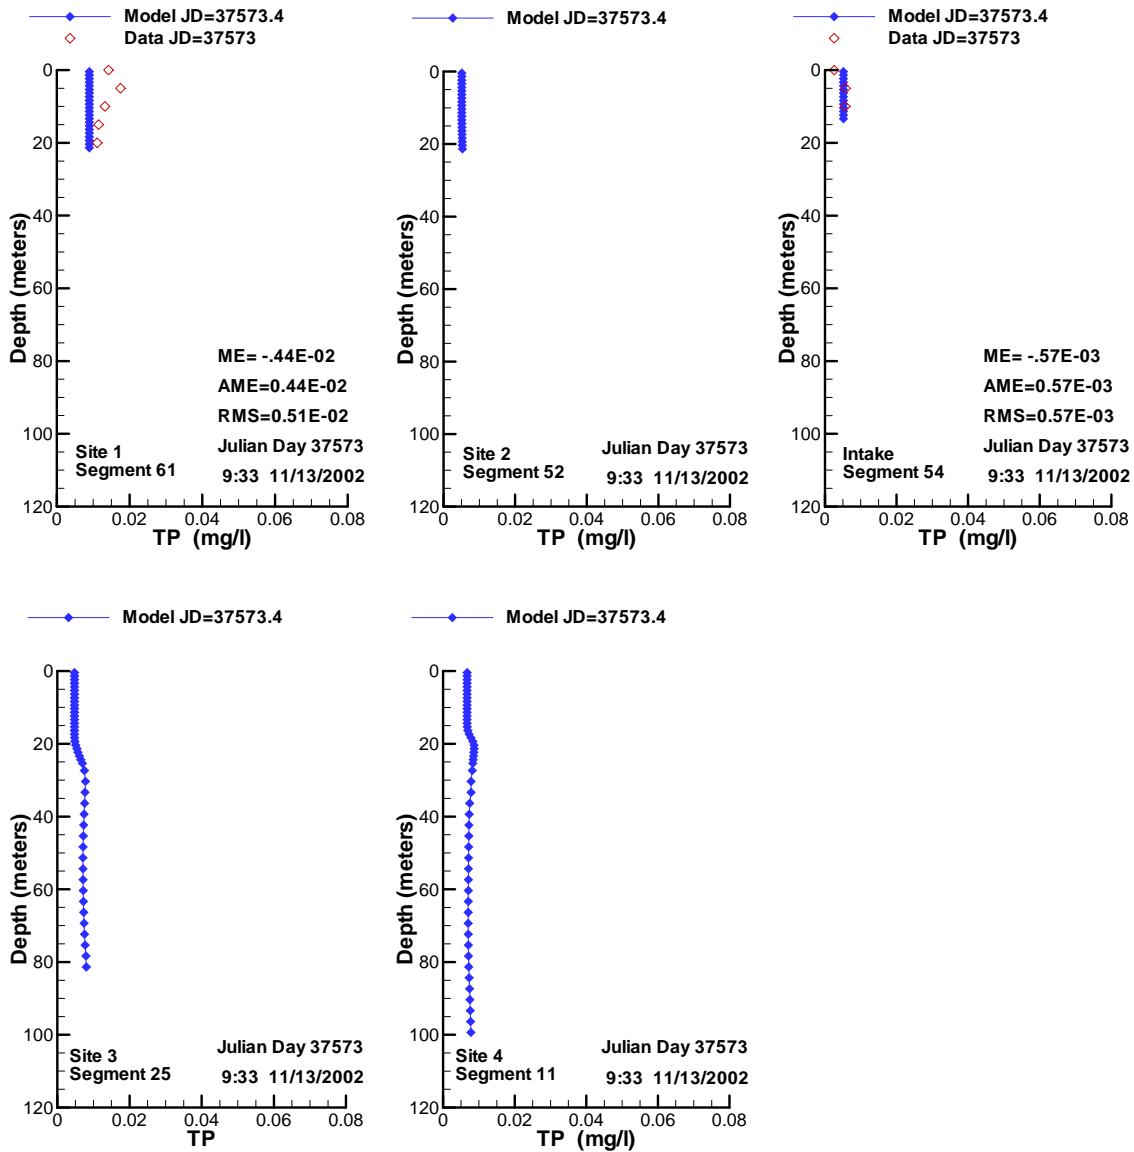 Model JD=37573.4
Data JD=37573
0
20
40
60
80
100
120
Depth (meters)
ME= -.44E-02
AME=0.44E-02
RMS=0.51E-02
Julian Day 37573
9:33 11/13/2002
Site 1
Segment 61
0 0.02 0.04 0.06 0.08
TP (mg/l)
Model JD=37573.4
0
20
40
60
80
100
120
Depth (meters)
Julian Day 37573
9:33 11/13/2002
Site 2
Segment 52
0 0.02 0.04 0.06 0.08
TP (mg/l)
Model JD=37573.4
Data JD=37573
0
20
40
60
80
100
120
Depth (meters)
ME= -.57E-03
AME=0.57E-03
RMS=0.57E-03
Julian Day 37573
9:33 11/13/2002
Intake
Segment 54
0 0.02 0.04 0.06 0.08
TP (mg/l)
Model JD=37573.4
0
20
40
60
80
100
120
Depth (meters)
Julian Day 37573
9:33 11/13/2002
Site 3
Segment 25
0 0.02 0.04 0.06 0.08
TP
Model JD=37573.4
0
20
40
60
80
100
120
Depth (meters)
Julian Day 37573
9:33 11/13/2002
Site 4
Segment 11
0 0.02 0.04 0.06 0.08
TP (mg/l)